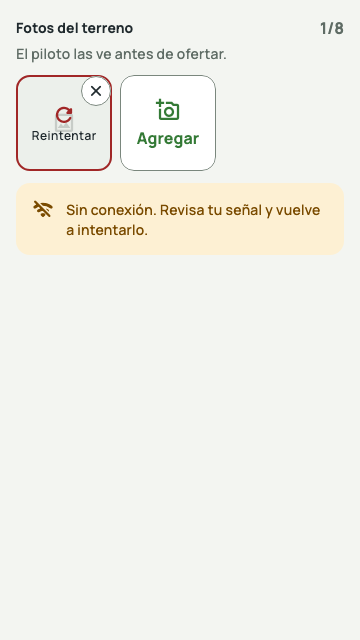 Fotos del terreno
1/8
El piloto las ve antes de ofertar.
Reintentar
Agregar
Sin conexión. Revisa tu señal y vuelve
a intentarlo.